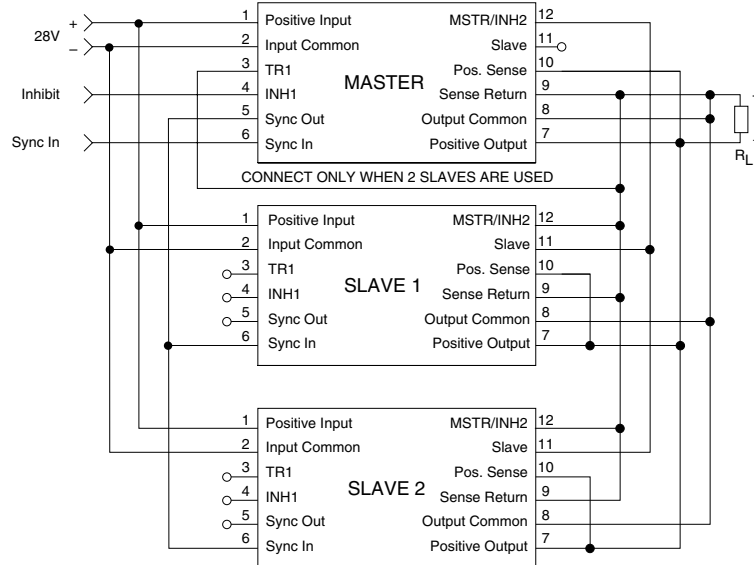 28V + −
Inhibit
Sync In
MASTER
1 Positive Input
2 Input Common
3 TR1
4 INH1
5 Sync Out
6 Sync In
MSTR/INH2 12
Slave 11
Pos. Sense 10
Sense Return 9
Output Common 8
Positive Output 7
+
RL
−
CONNECT ONLY WHEN 2 SLAVES ARE USED
SLAVE 1
1 Positive Input
2 Input Common
3 TR1
4 INH1
5 Sync Out
6 Sync In
MSTR/INH2 12
Slave 11
Pos. Sense 10
Sense Return 9
Output Common 8
Positive Output 7
SLAVE 2
1 Positive Input
2 Input Common
3 TR1
4 INH1
5 Sync Out
6 Sync In
MSTR/INH2 12
Slave 11
Pos. Sense 10
Sense Return 9
Output Common 8
Positive Output 7